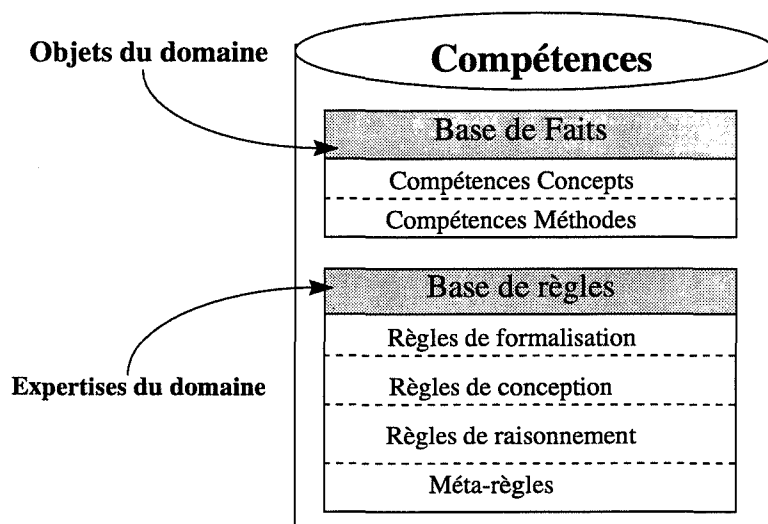 Objets du domaine
Compétences
Base de Faits
Compétences Concepts
Compétences Méthodes
Base de règles
Règles de formalisation
Expertises du domaine
Règles de conception
Règles de raisonnement
Méta-règles